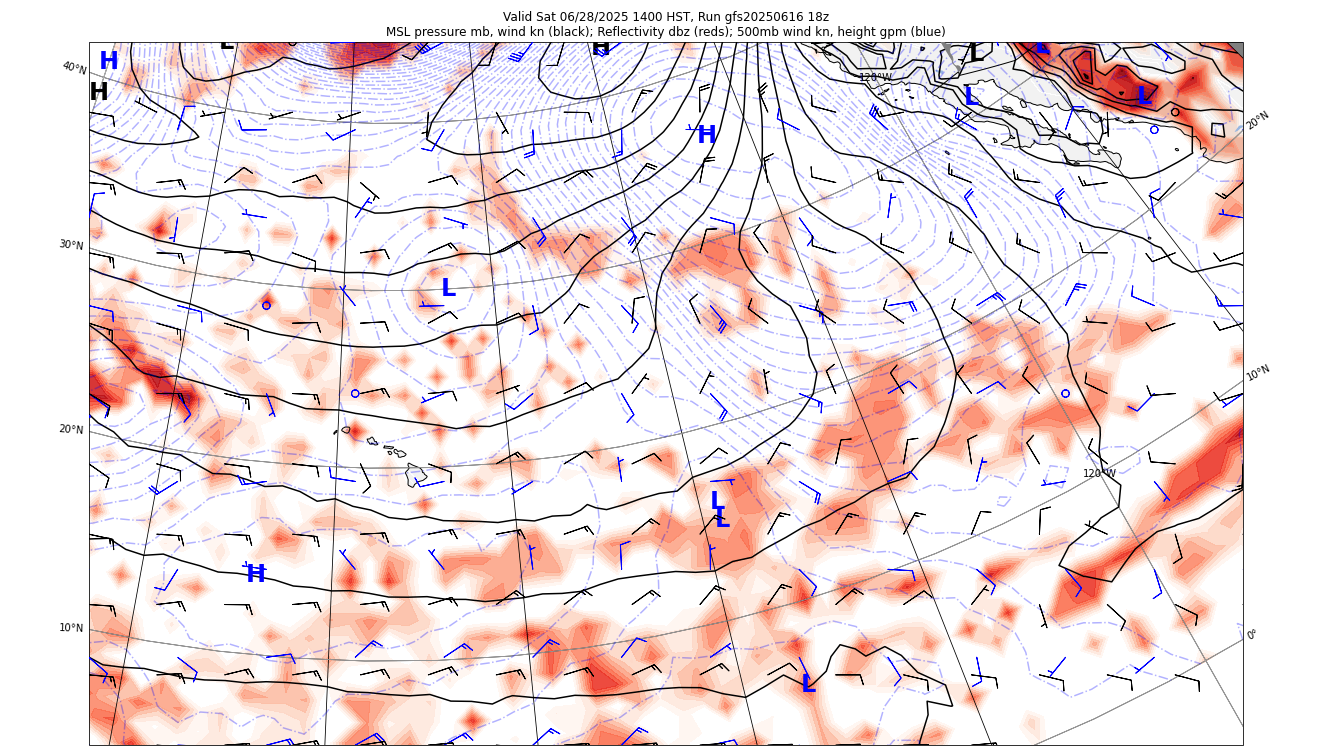 Valid Sat 06/28/2025 1400 HST, Run gfs20250616 18z
MSL pressure mb, wind kn (black); Reflectivity dbz (reds); 500mb wind kn, height gpm (blue)
L
H
L
L
H
40°N
120°W
H
L
L
20°N
H
30°N
L
10°N
20°N
120°W
L
L
H
10°N
0°
L